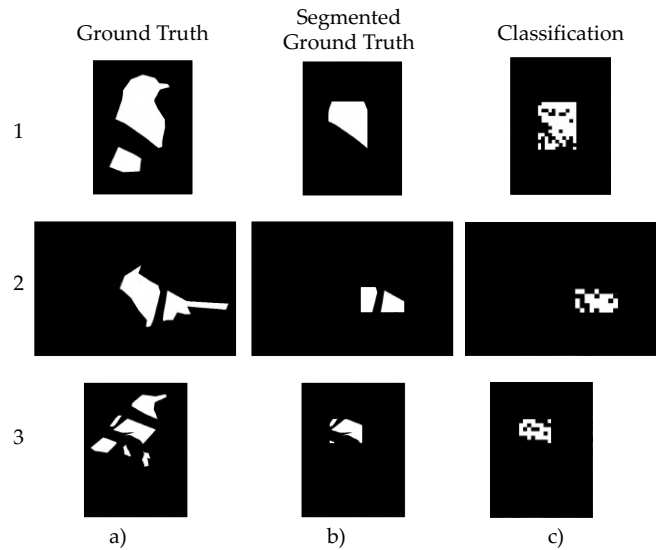 Ground Truth
Segmented
Ground Truth
Classification
1
2
3
a)
b)
c)